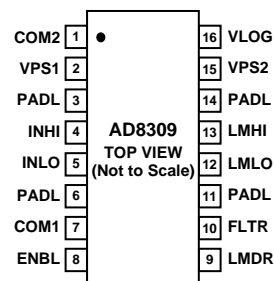 COM2 1 16 VLOG
VPS1 2 15 VPS2
PADL 3 14 PADL
INHI 4 AD8309 13 LMHI
INLO 5 TOP VIEW 12 LMLO
(Not to Scale)
PADL 6 11 PADL
COM1 7 10 FLTR
ENBL 8 9 LMDR